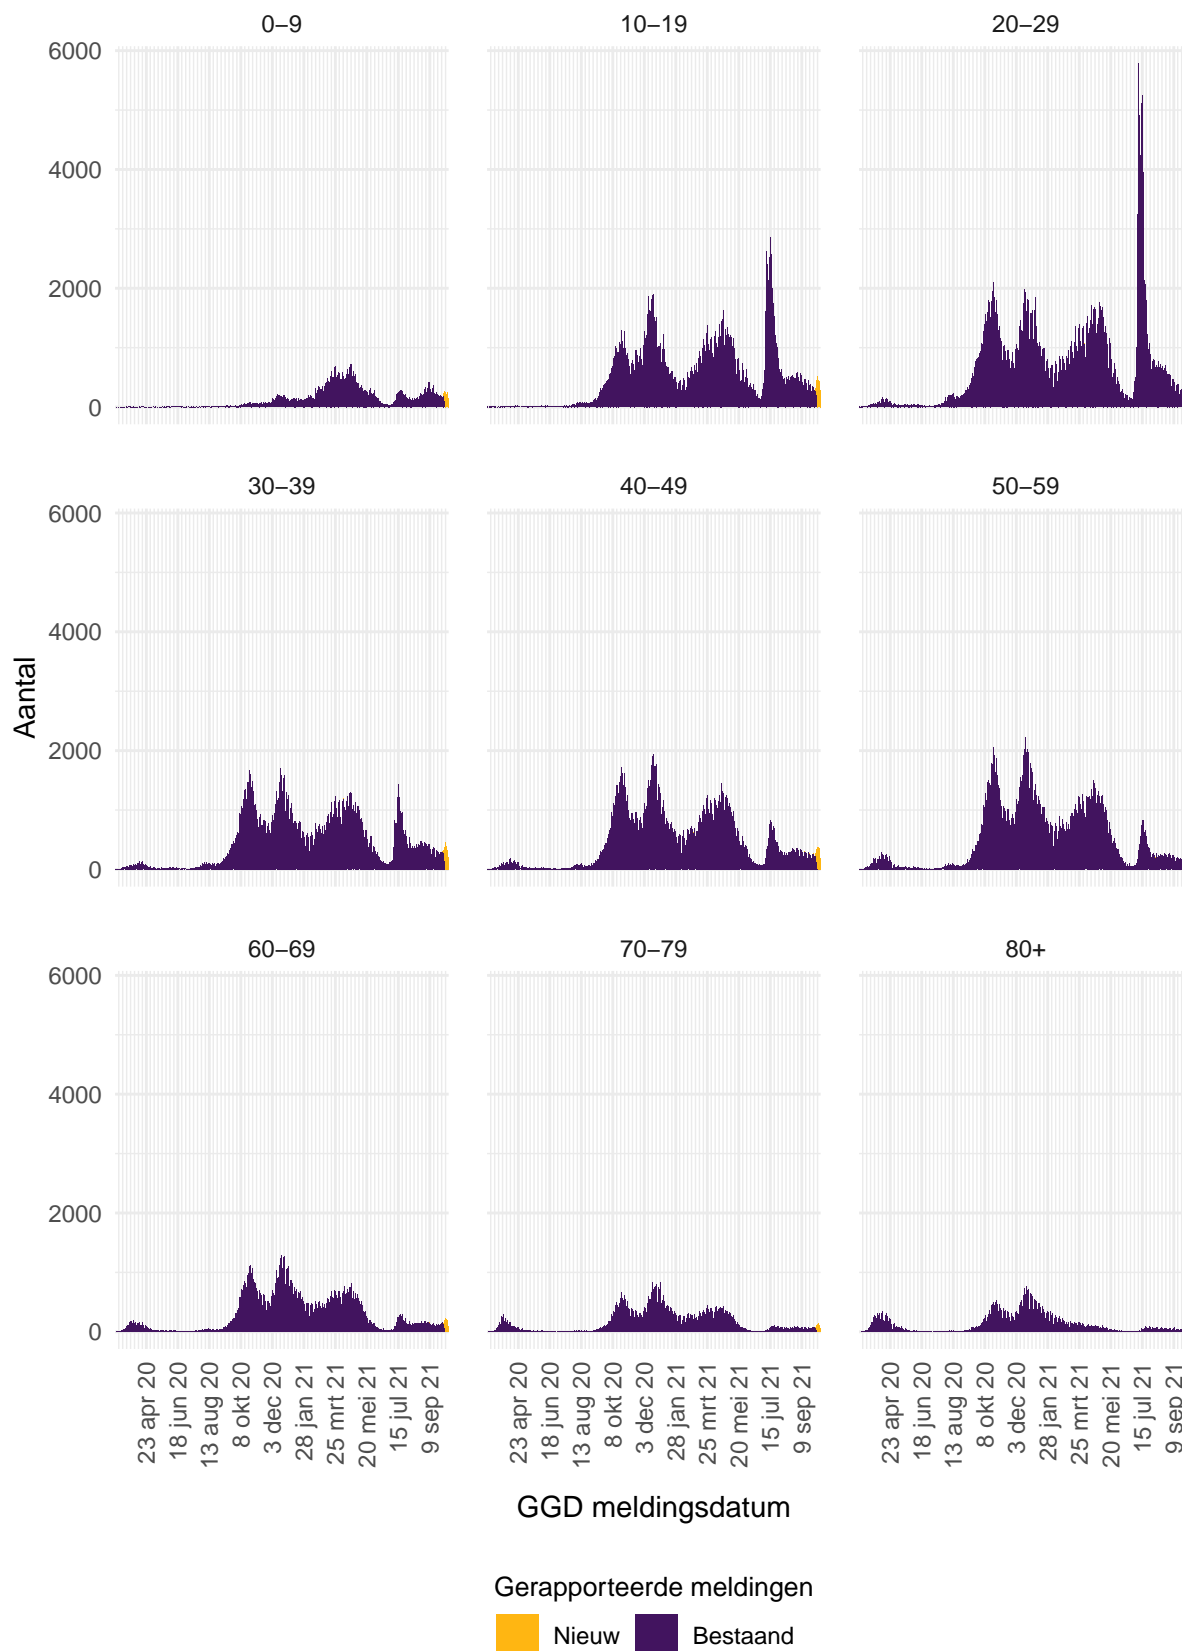 0–9 10–19 20–29
6000
4000
2000
0
30–39 40–49 50–59
6000
4000
2000
0
Aantal
60–69 70–79 80+
6000
4000
2000
0
23 apr 20 18 jun 20 13 aug 20 8 okt 20 3 dec 20 28 jan 21 25 mrt 21 20 mei 21 15 jul 21 9 sep 21 23 apr 20 18 jun 20 13 aug 20 8 okt 20 3 dec 20 28 jan 21 25 mrt 21 20 mei 21 15 jul 21 9 sep 21 23 apr 20 18 jun 20 13 aug 20 8 okt 20 3 dec 20 28 jan 21 25 mrt 21 20 mei 21 15 jul 21 9 sep 21
GGD meldingsdatum
Gerapporteerde meldingen
Nieuw Bestaand